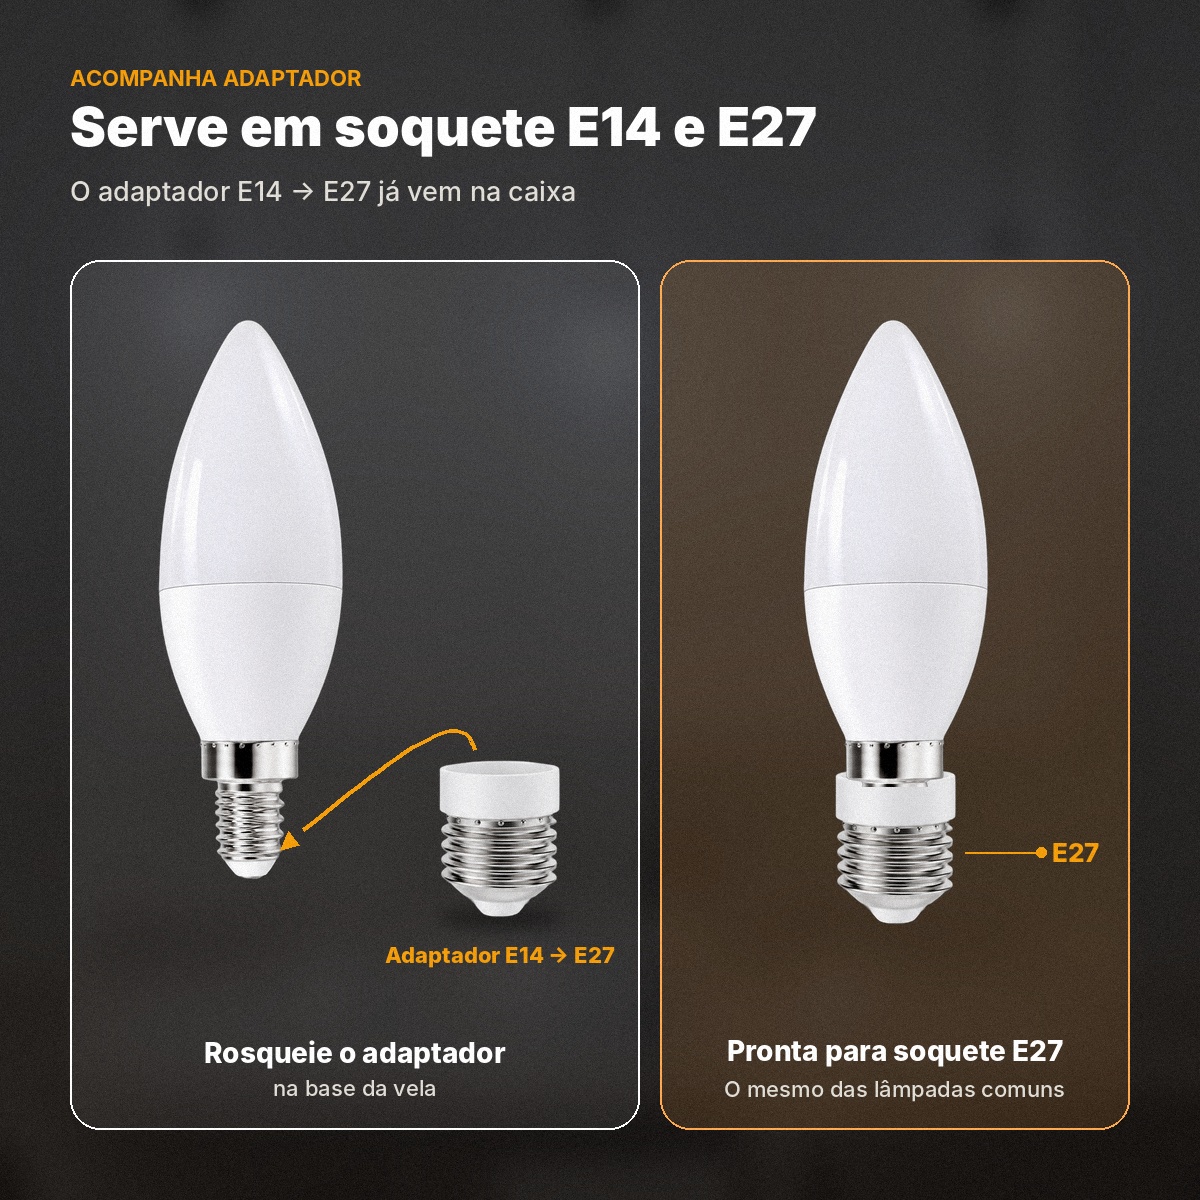 ACOMPANHA ADAPTADOR
Serve em soquete E14 e E27
O adaptador E14 → E27 já vem na caixa
E27
Adaptador E14 → E27
Rosqueie o adaptador
na base da vela
Pronta para soquete E27
O mesmo das lâmpadas comuns